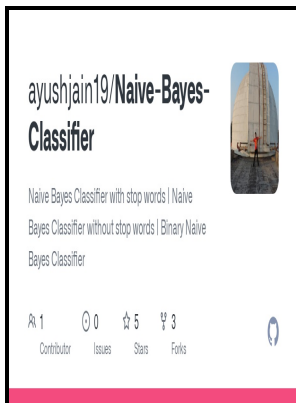 ayushjain19/Naive-Bayes-
Classifier
Naive Bayes Classifier with stop words | Naive
Bayes Classifier without stop words | Binary Naive
Bayes Classifier
1 0 5 3
Contributor Issues Stars Forks